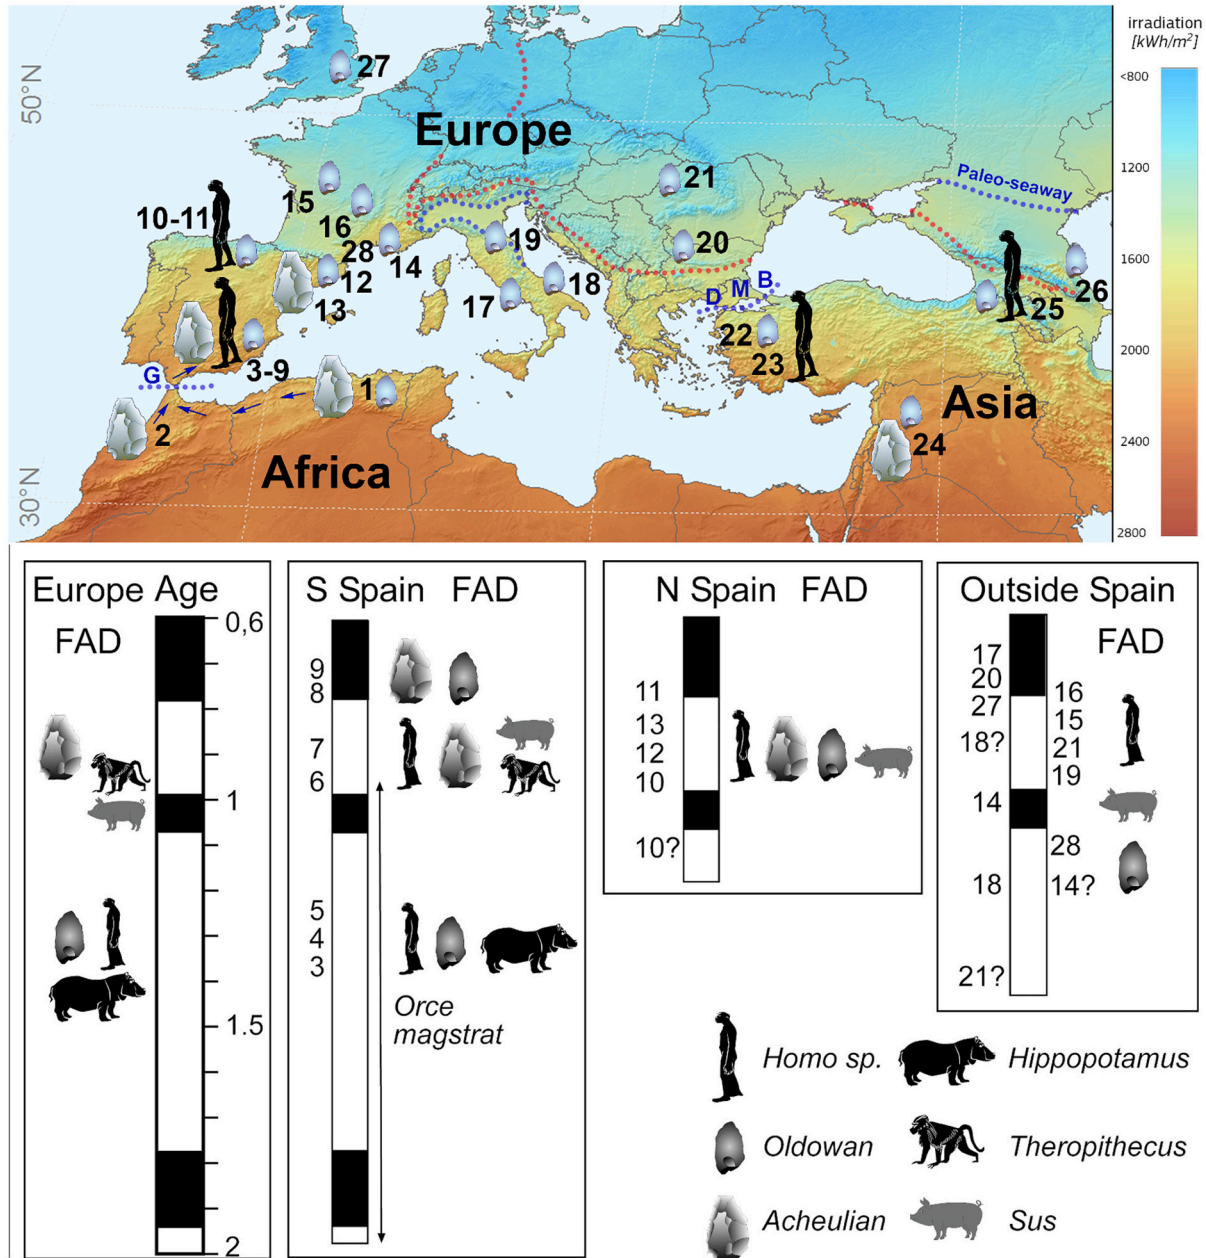 irradiation
[kWh/m²]
<800
1200
1600
2000
2400
2800
50°N
30°N
27
Europe
Paleo-seaway
15
21
10-11
16
28
14
19
20
12
13
18
17
D M B
25
26
22
23
G
3-9
1
2
Africa
Asia
24
Europe Age
FAD
0,6
1
1.5
2
S Spain FAD
9
8
7
6
5
4
3
Orce
magstrat
N Spain FAD
11
13
12
10
10?
Outside Spain
FAD
17
20
27
18?
14
18
21?
16
15
21
19
28
14?
Homo sp.
Hippopotamus
Oldowan
Theropithecus
Acheulian
Sus